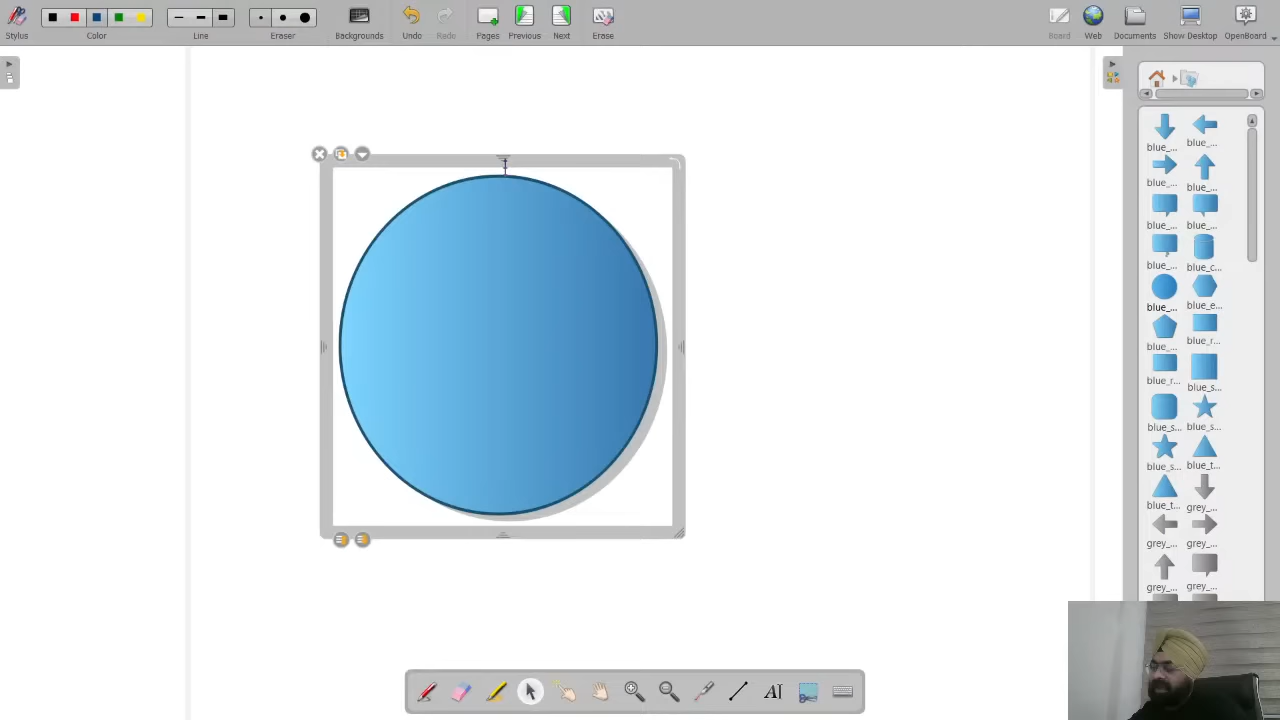 Stylus Color Line Eraser Backgrounds Undo Redo Pages Previous Next Erase Board Web Documents Show Desktop OpenBoard
blue_... blue_...
blue_... blue_...
blue_... blue_...
blue_... blue_c...
blue_... blue_e...
blue_... blue_r...
blue_r... blue_s...
blue_s... blue_s...
blue_s... blue_t...
blue_t... grey_...
grey_... grey_...
grey_... grey_...
AI